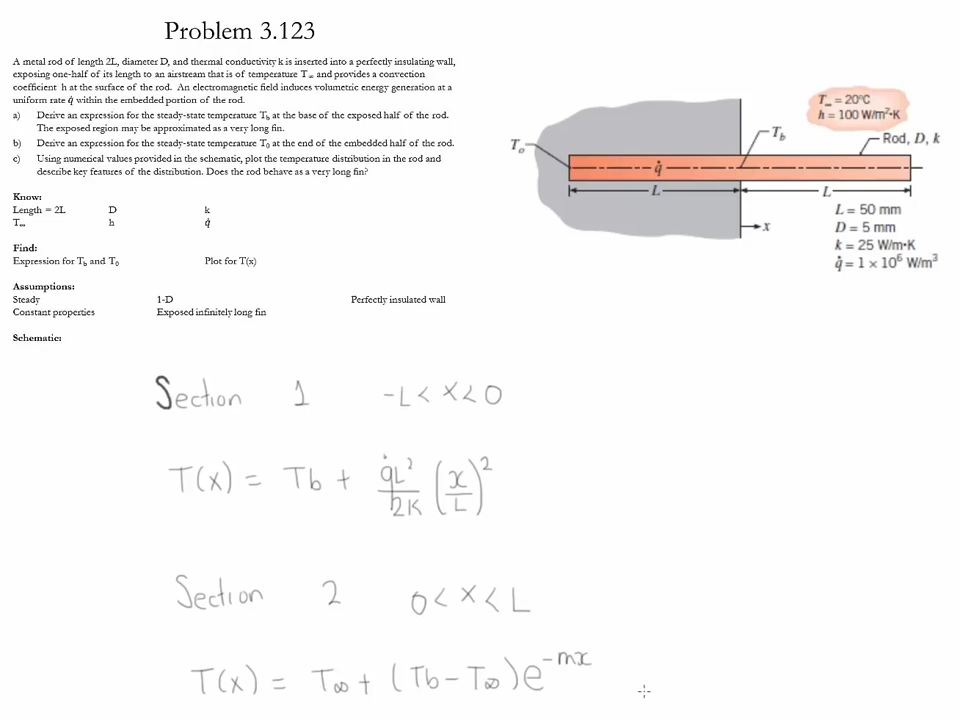 Problem 3.123
A metal rod of length 2L, diameter D, and thermal conductivity k is inserted into a perfectly insulating wall,
exposing one-half of its length to an airstream that is of temperature T∞ and provides a convection
coefficient h at the surface of the rod. An electromagnetic field induces volumetric energy generation at a
uniform rate q̇ within the embedded portion of the rod.
a) Derive an expression for the steady-state temperature Tb at the base of the exposed half of the rod.
The exposed region may be approximated as a very long fin.
b) Derive an expression for the steady-state temperature T0 at the end of the embedded half of the rod.
c) Using numerical values provided in the schematic, plot the temperature distribution in the rod and
describe key features of the distribution. Does the rod behave as a very long fin?
Know:
Length = 2L D k
T∞ h q̇
Find:
Expression for Tb and T0 Plot for T(x)
Assumptions:
Steady 1-D Perfectly insulated wall
Constant properties Exposed infinitely long fin
Schematic:
T∞ = 20°C
h = 100 W/m²·K
To
Tb
Rod, D, k
q̇
L
L
x
L = 50 mm
D = 5 mm
k = 25 W/m·K
q̇ = 1 × 10⁶ W/m³
Section 1 -L < x < 0
T(x) = Tb + q̇L²/2K (x/L)²
Section 2 0 < x < L
T(x) = T∞ + (Tb - T∞) e^-mx